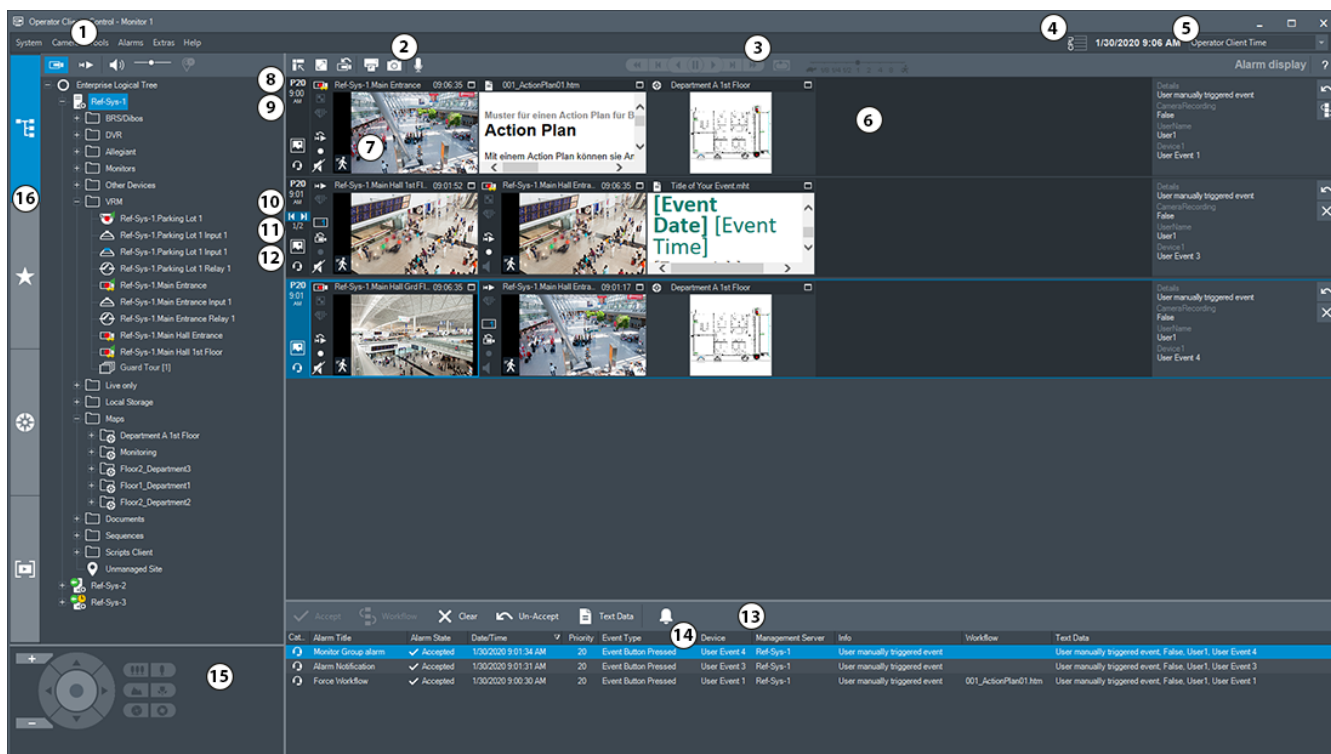 Operator Client - Control - Monitor 1
System Camera Tools Alarms Extras Help
1
2
3
4
5
1/30/2020 9:06 AM Operator Client Time
Alarm display ?
Enterprise Logical Tree
Ref-Sys-1
BRS/Dibos
DVR
Allegiant
Monitors
Other Devices
VRM
Ref-Sys-1.Parking Lot 1
Ref-Sys-1.Parking Lot 1 Input 1
Ref-Sys-1.Parking Lot 1 Input 1
Ref-Sys-1.Parking Lot 1 Relay 1
Ref-Sys-1.Main Entrance
Ref-Sys-1.Main Entrance Input 1
Ref-Sys-1.Main Entrance Relay 1
Ref-Sys-1.Main Hall Entrance
Ref-Sys-1.Main Hall 1st Floor
Guard Tour [1]
Live only
Local Storage
Maps
Department A 1st Floor
Monitoring
Floor2_Department3
Floor1_Department1
Floor2_Department2
Documents
Sequences
Scripts Client
Unmanaged Site
Ref-Sys-2
Ref-Sys-3
16
8
9
10
11
12
P20
9:00
AM
Ref-Sys-1.Main Entrance 09:06:35
001_ActionPlan01.htm
Department A 1st Floor
Muster für einen Action Plan für B
Action Plan
Mit einem Action Plan können sie Ar
7
6
Details
User manually triggered event
CameraRecording
False
UserName
User1
Device1
User Event 1
P20
9:01
AM
1/2
Ref-Sys-1.Main Hall 1st Fl.. 09:01:52
Ref-Sys-1.Main Hall Entra.. 09:06:35
Title of Your Event.mht
[Event
Date] [Event
Time]
Details
User manually triggered event
CameraRecording
False
UserName
User1
Device1
User Event 3
P20
9:01
AM
Ref-Sys-1.Main Hall Grd Fl.. 09:06:35
Ref-Sys-1.Main Hall Entra.. 09:01:17
Department A 1st Floor
Details
User manually triggered event
CameraRecording
False
UserName
User1
Device1
User Event 4
Accept Workflow Clear Un-Accept Text Data
13
14
Cat.. Alarm Title Alarm State Date/Time Priority Event Type Device Management Server Info Workflow Text Data
Monitor Group alarm Accepted 1/30/2020 9:01:34 AM 20 Event Button Pressed User Event 4 Ref-Sys-1 User manually triggered event User manually triggered event, False, User1, User Event 4
Alarm Notification Accepted 1/30/2020 9:01:31 AM 20 Event Button Pressed User Event 3 Ref-Sys-1 User manually triggered event User manually triggered event, False, User1, User Event 3
Force Workflow Accepted 1/30/2020 9:00:30 AM 20 Event Button Pressed User Event 1 Ref-Sys-1 User manually triggered event 001_ActionPlan01.htm User manually triggered event, False, User1, User Event 1
15